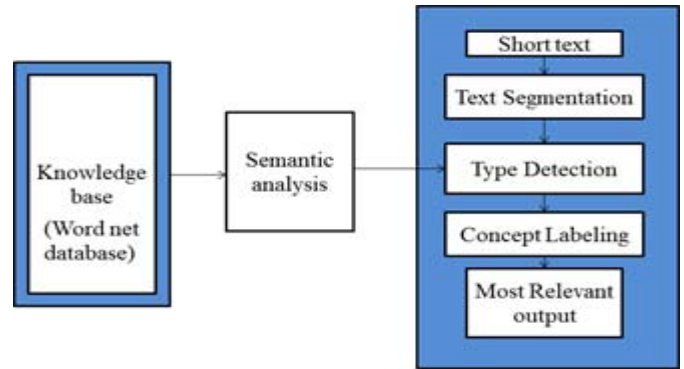 Knowledge
base
(Word net
database)
Semantic
analysis
Short text
Text Segmentation
Type Detection
Concept Labeling
Most Relevant
output